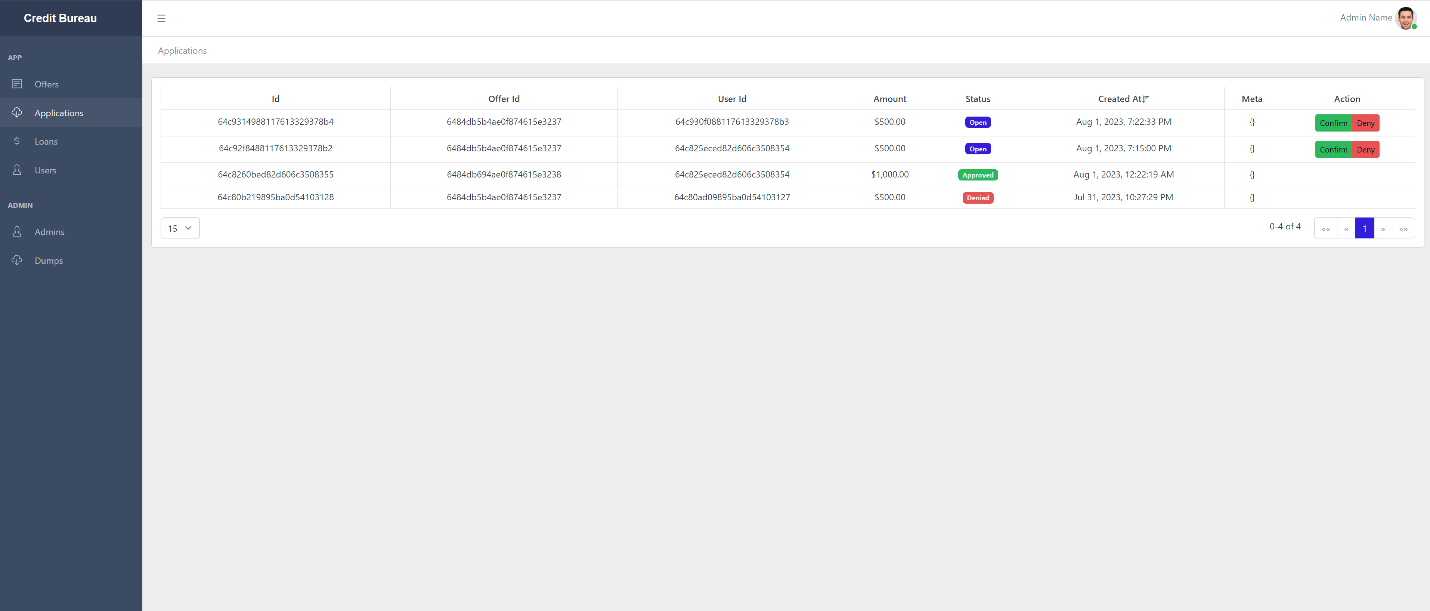 Credit Bureau
☰
Admin Name
APP
Offers
Applications
Loans
Users
ADMIN
Admins
Dumps
Applications
Id Offer Id User Id Amount Status Created At Meta Action
64c9314988117613329378b4 6484db5b4ae0f874615e3237 64c930f088117613329378b3 $500.00 Open Aug 1, 2023, 7:22:33 PM {} Confirm Deny
64c92f8488117613329378b2 6484db5b4ae0f874615e3237 64c825eced82d606c3508354 $500.00 Open Aug 1, 2023, 7:15:00 PM {} Confirm Deny
64c8260bed82d606c3508355 6484db694ae0f874615e3238 64c825eced82d606c3508354 $1,000.00 Approved Aug 1, 2023, 12:22:19 AM {}
64c80b219895ba0d54103128 6484db5b4ae0f874615e3237 64c80ad09895ba0d54103127 $500.00 Denied Jul 31, 2023, 10:27:29 PM {}
15 0-4 of 4 «« « 1 » »»